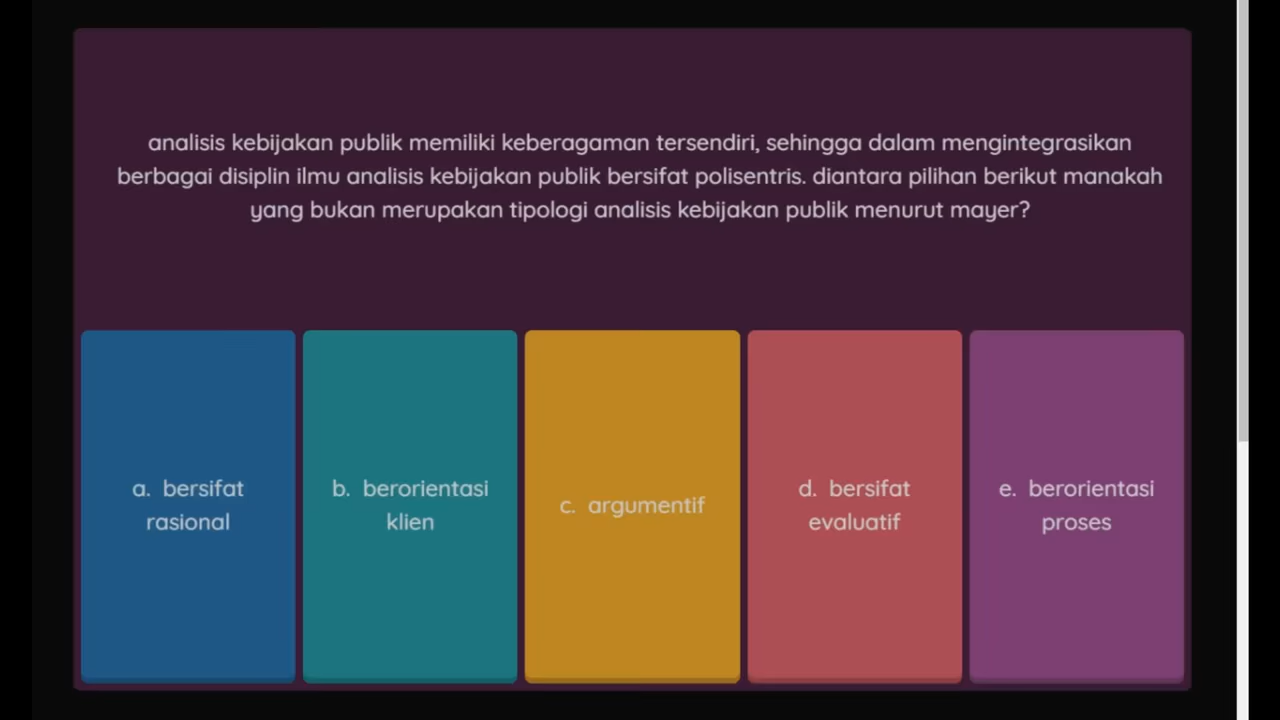 analisis kebijakan publik memiliki keberagaman tersendiri, sehingga dalam mengintegrasikan
berbagai disiplin ilmu analisis kebijakan publik bersifat polisentris. diantara pilihan berikut manakah
yang bukan merupakan tipologi analisis kebijakan publik menurut mayer?
a. bersifat
rasional
b. berorientasi
klien
c. argumentif
d. bersifat
evaluatif
e. berorientasi
proses